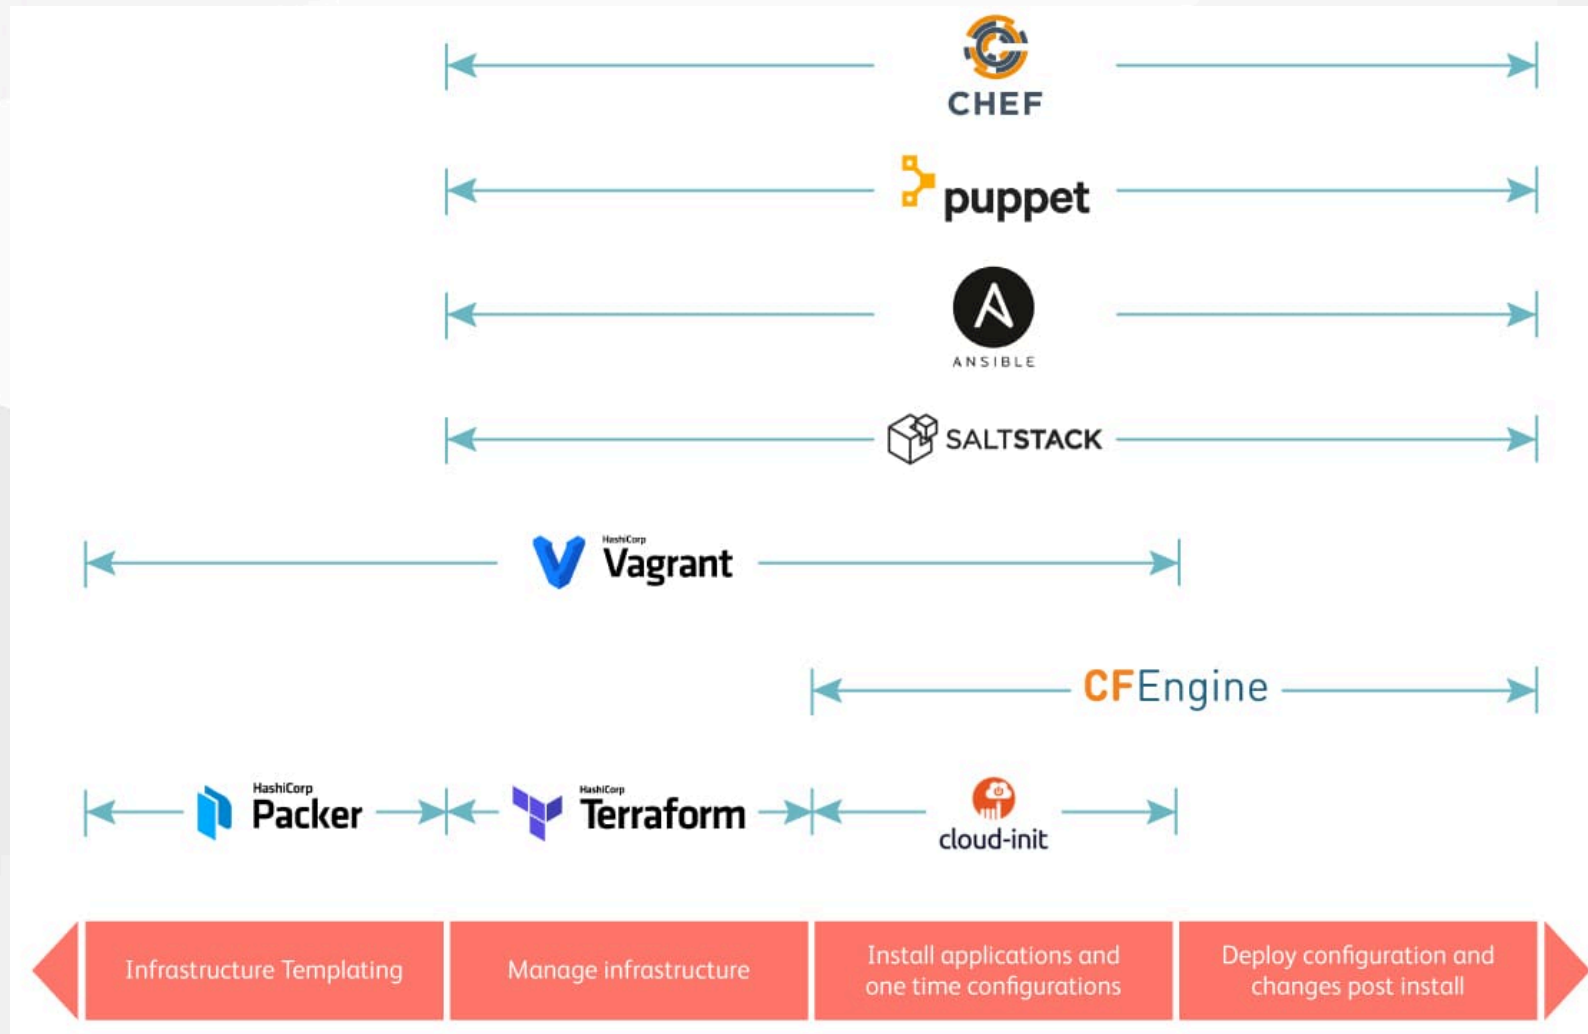 CHEF
puppet
ANSIBLE
SALTSTACK
HashiCorp
Vagrant
CFEngine
HashiCorp
Packer
HashiCorp
Terraform
cloud-init
Infrastructure Templating
Manage infrastructure
Install applications and
one time configurations
Deploy configuration and
changes post install